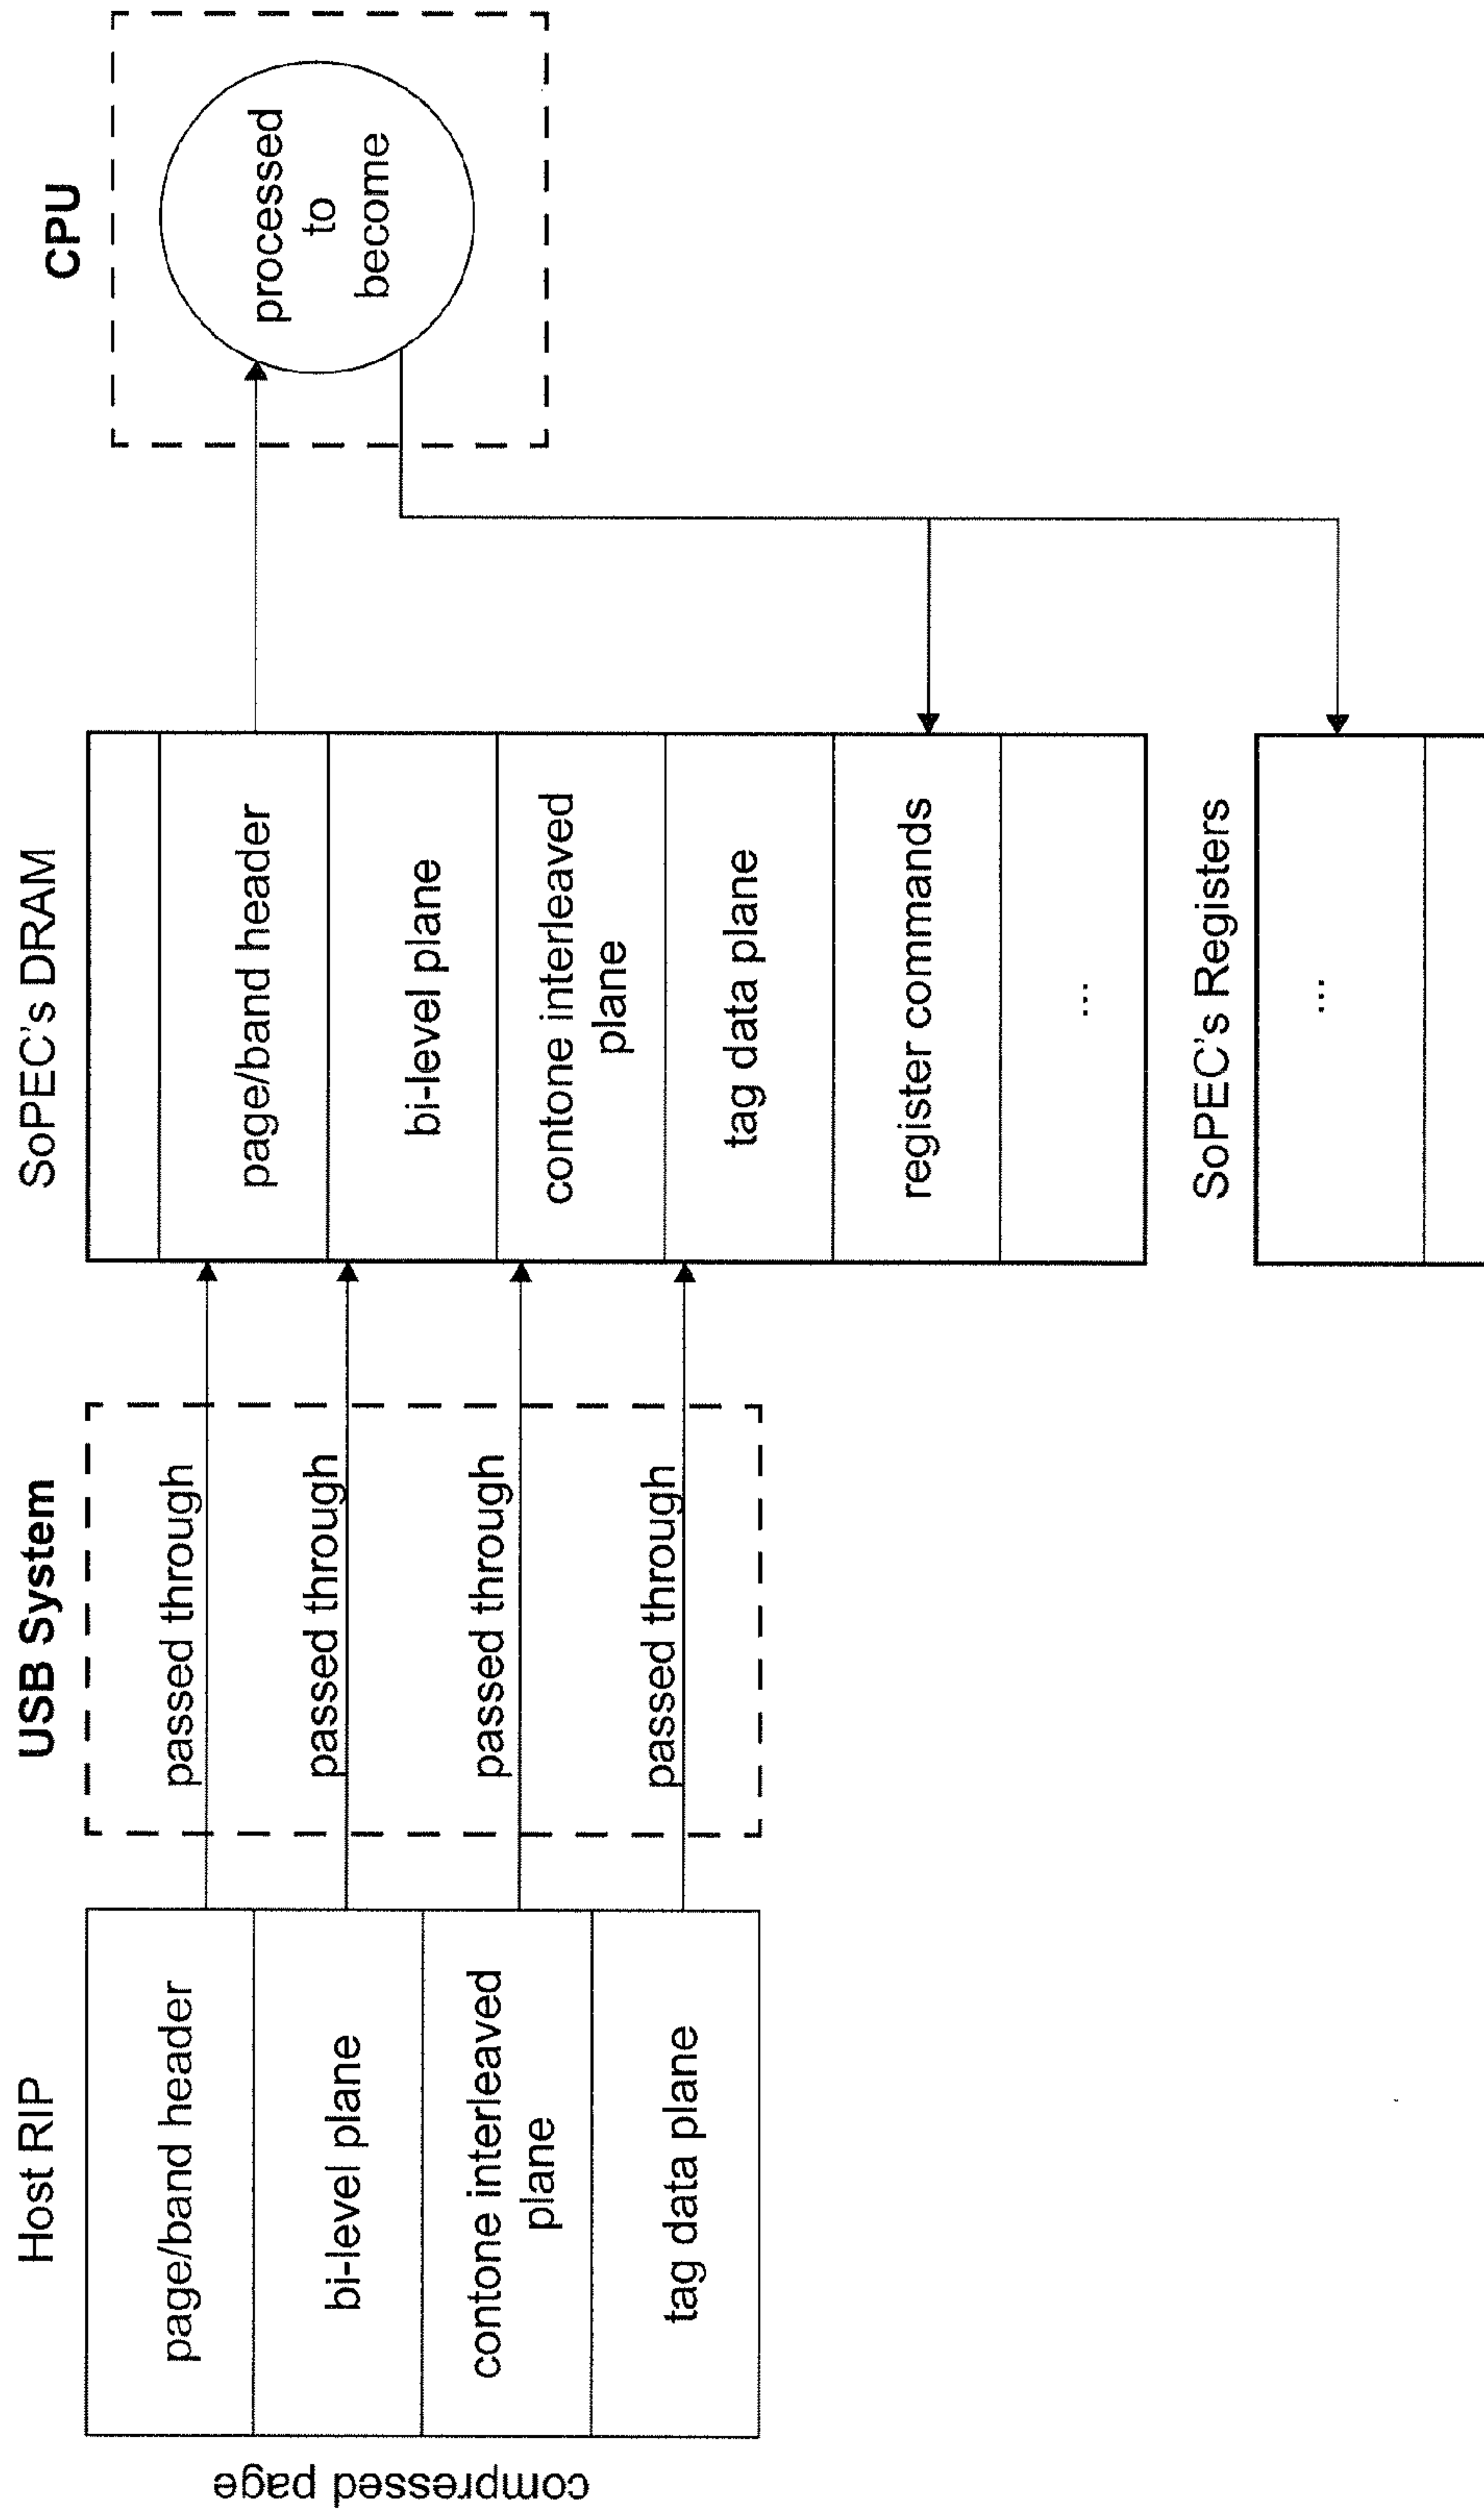 compressed page
Host RIP
page/band header
bi-level plane
contone interleaved
plane
tag data plane
USB System
passed through
passed through
passed through
passed through
SoPEC's DRAM
page/band header
bi-level plane
contone interleaved
plane
tag data plane
register commands
...
SoPEC's Registers
...
CPU
processed
to
become